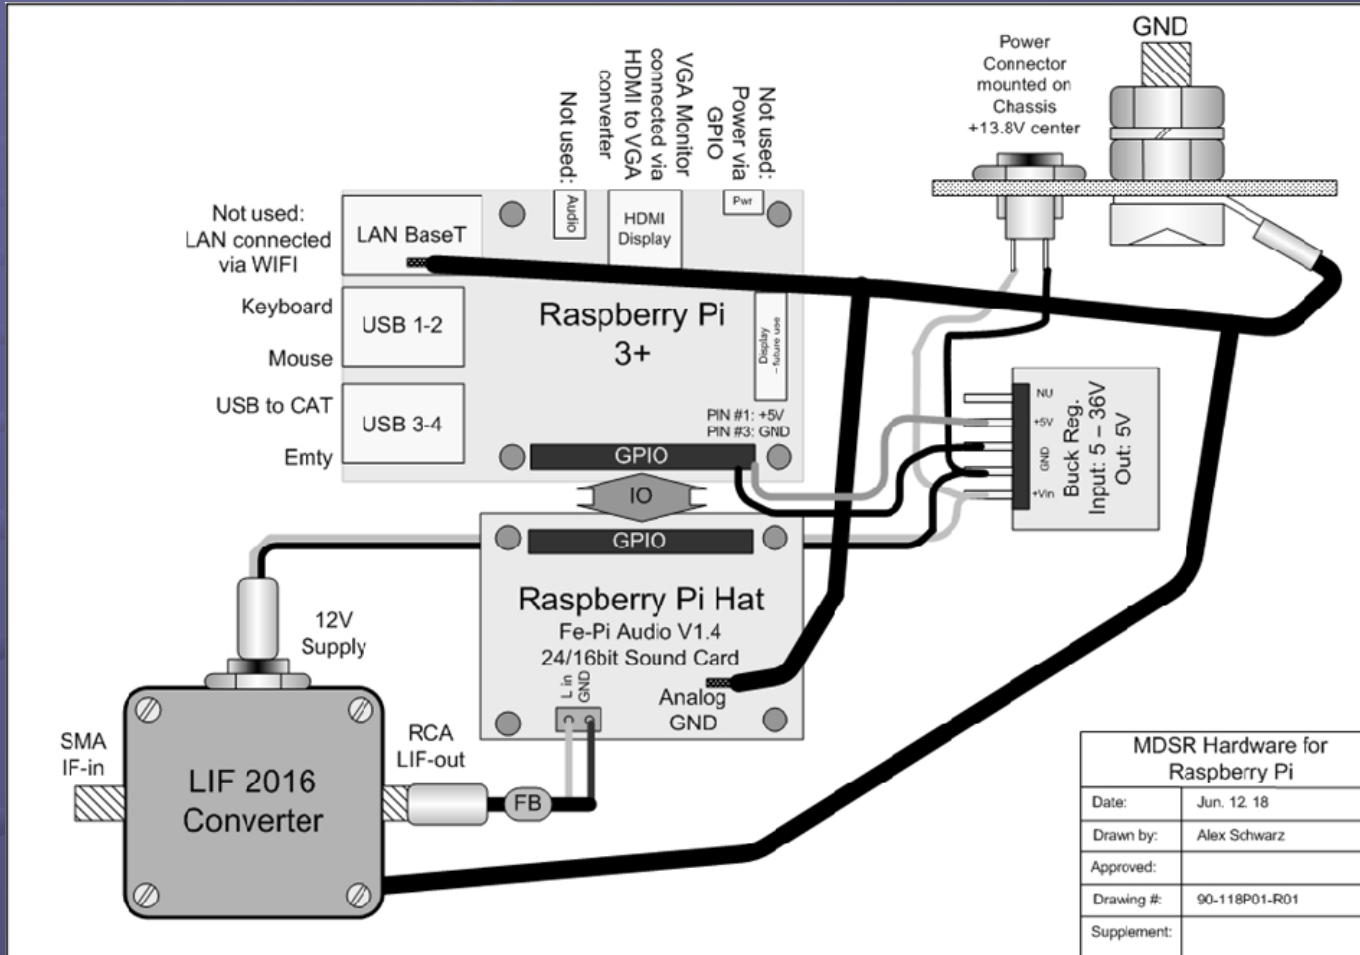 GND
Power
Connector
mounted on
Chassis
+13.8V center
Not used:
VGA Monitor
connected via
HDMI to VGA
converter
Not used:
Power via
GPIO
Not used:
LAN connected
via WIFI
LAN BaseT
Audio
HDMI
Display
Pwr
Keyboard
Mouse
USB 1-2
Raspberry Pi
3+
Display
– future use
USB to CAT
Emty
USB 3-4
PIN #1: +5V
PIN #3: GND
GPIO
IO
GPIO
NU
+5V
GND
+Vin
Buck Reg.
Input: 5 – 36V
Out: 5V
Raspberry Pi Hat
Fe-Pi Audio V1.4
24/16bit Sound Card
L in
GND
Analog
GND
12V
Supply
SMA
IF-in
LIF 2016
Converter
RCA
LIF-out
FB
MDSR Hardware for
Raspberry Pi
Date: Jun. 12. 18
Drawn by: Alex Schwarz
Approved:
Drawing #: 90-118P01-R01
Supplement: